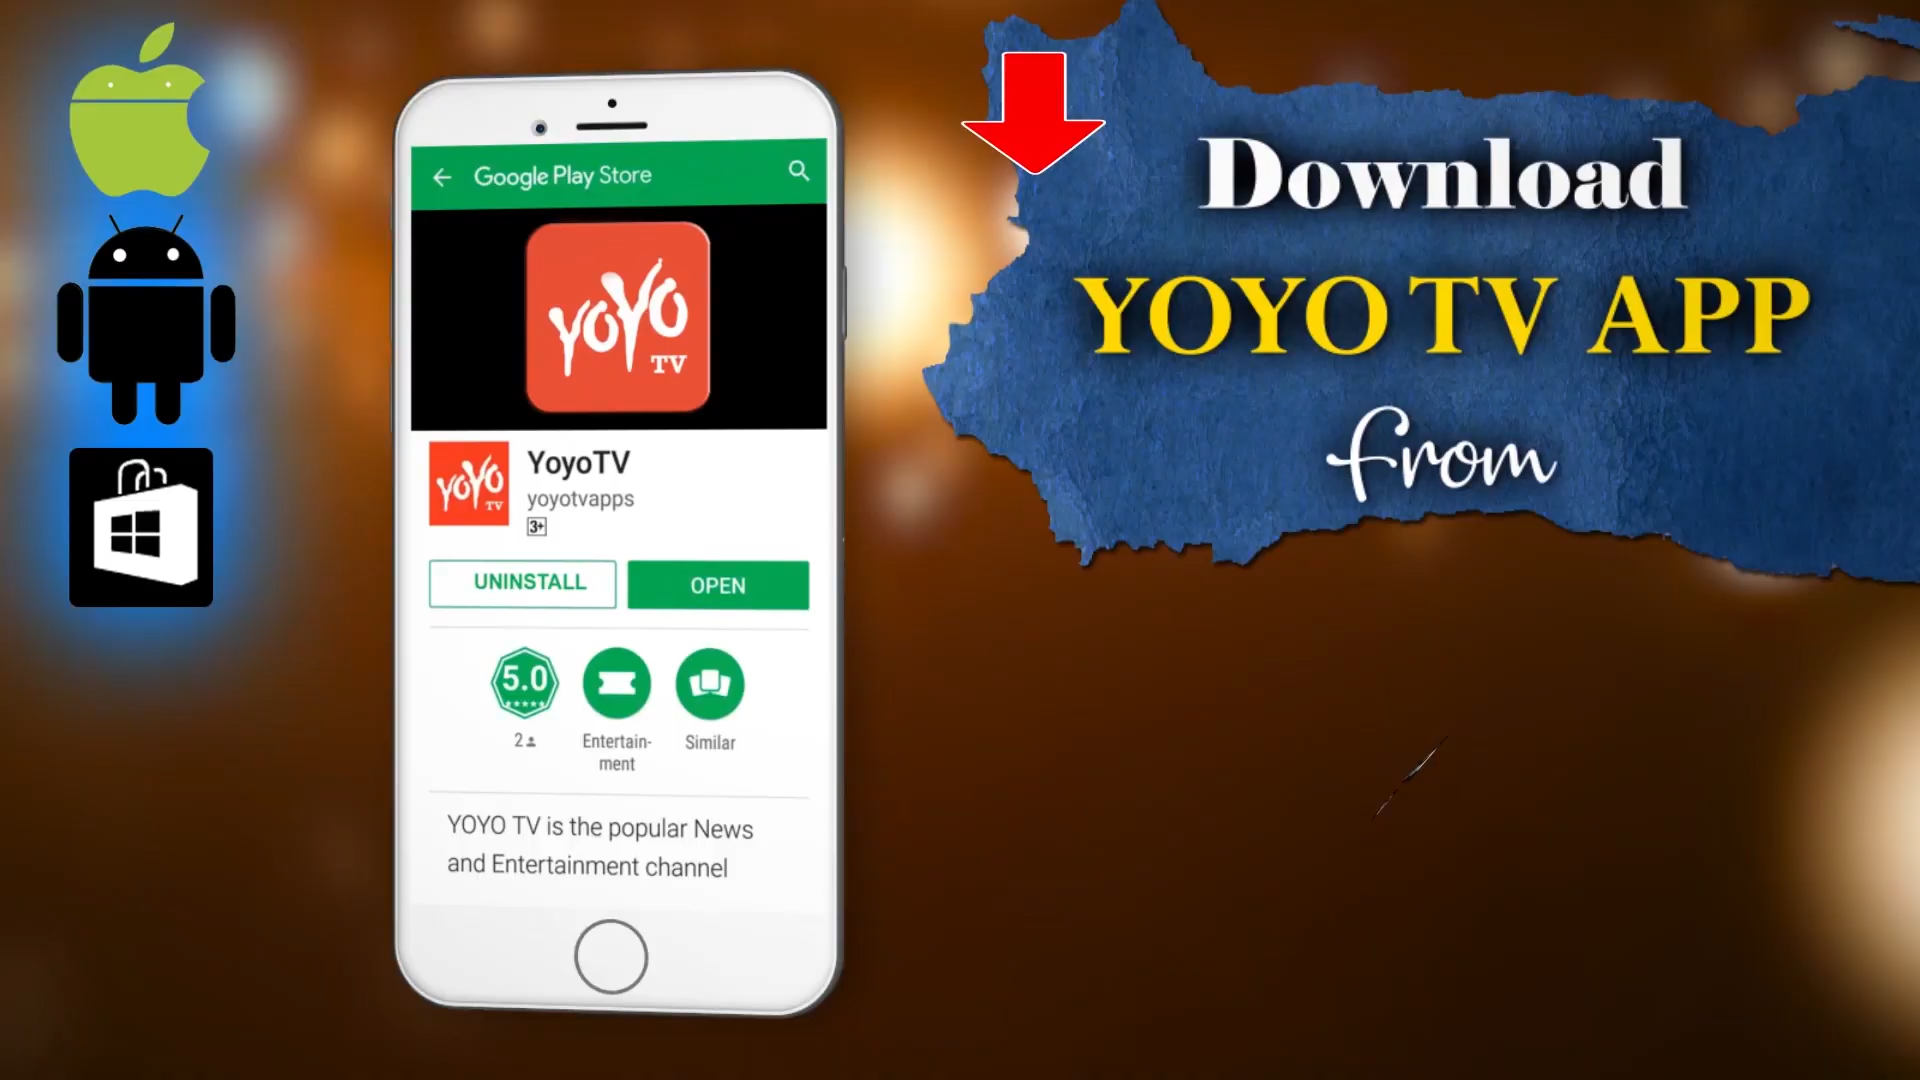 Google Play Store
YOYO
TV
YOYO
TV
YoyoTV
yoyotvapps
3+
UNINSTALL
OPEN
5.0
2
Entertain-
ment
Similar
YOYO TV is the popular News
and Entertainment channel
Download
YOYO TV APP
from